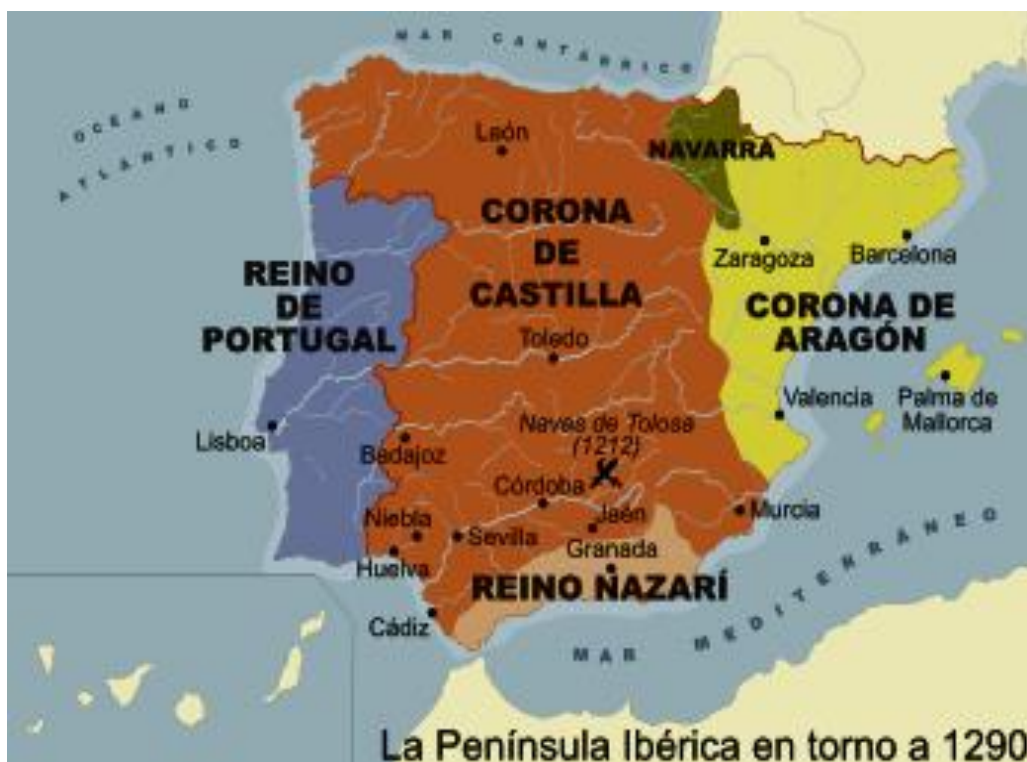 MAR CANTÁBRICO
OCÉANO
ATLÁNTICO
León
NAVARRA
CORONA
DE
CASTILLA
Zaragoza
Barcelona
REINO
DE
PORTUGAL
CORONA DE
ARAGÓN
Toledo
Valencia
Palma de
Mallorca
Lisboa
Badajoz
Navas de Tolosa
(1212)
Córdoba
Jaén
Murcia
Niebla
Sevilla
Granada
Huelva
REINO NAZARÍ
Cádiz
MAR MEDITERRÁNEO
La Península Ibérica en torno a 1290